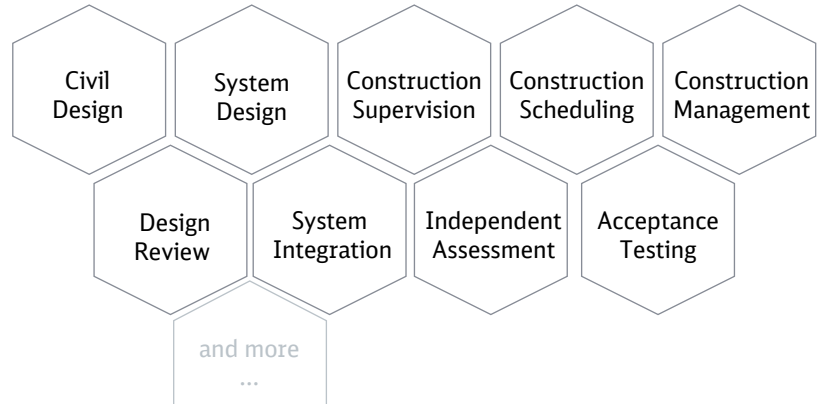 Civil
Design
System
Design
Construction
Supervision
Construction
Scheduling
Construction
Management
Design
Review
System
Integration
Independent
Assessment
Acceptance
Testing
and more
...